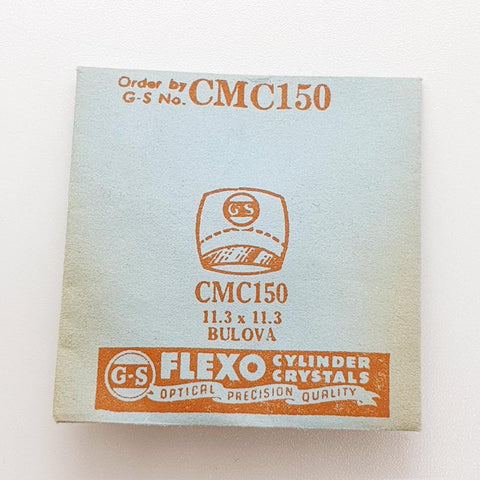 Order by
G-S No. CMC150
G-S
CMC150
11.3 x 11.3
BULOVA
G-S FLEXO CYLINDER CRYSTALS
OPTICAL PRECISION QUALITY